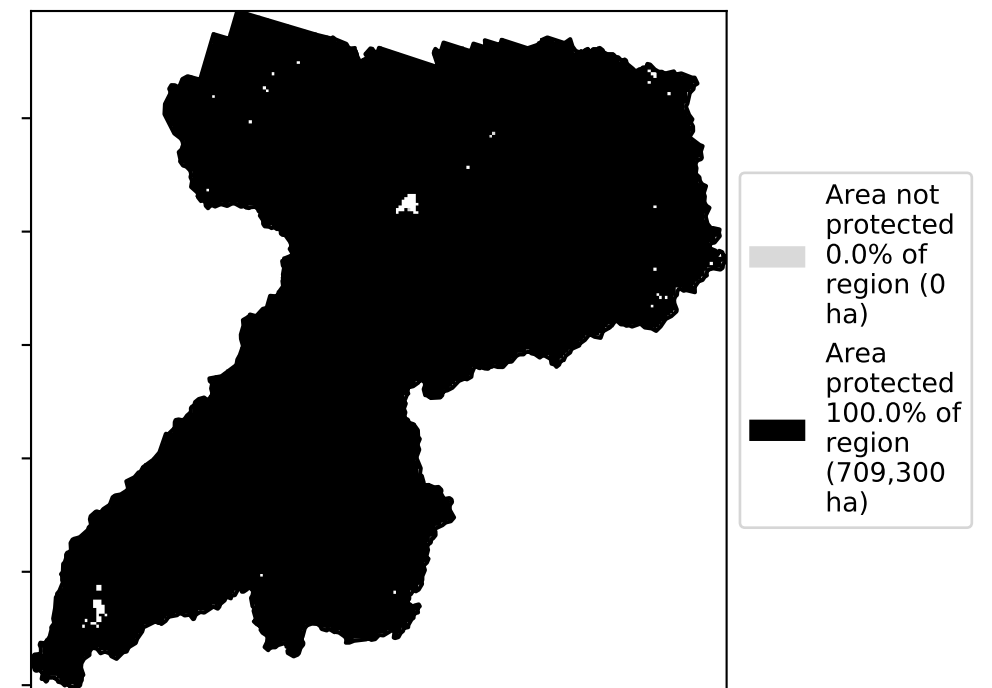 Area not
protected
0.0% of
region (0
ha)
Area
protected
100.0% of
region
(709,300
ha)